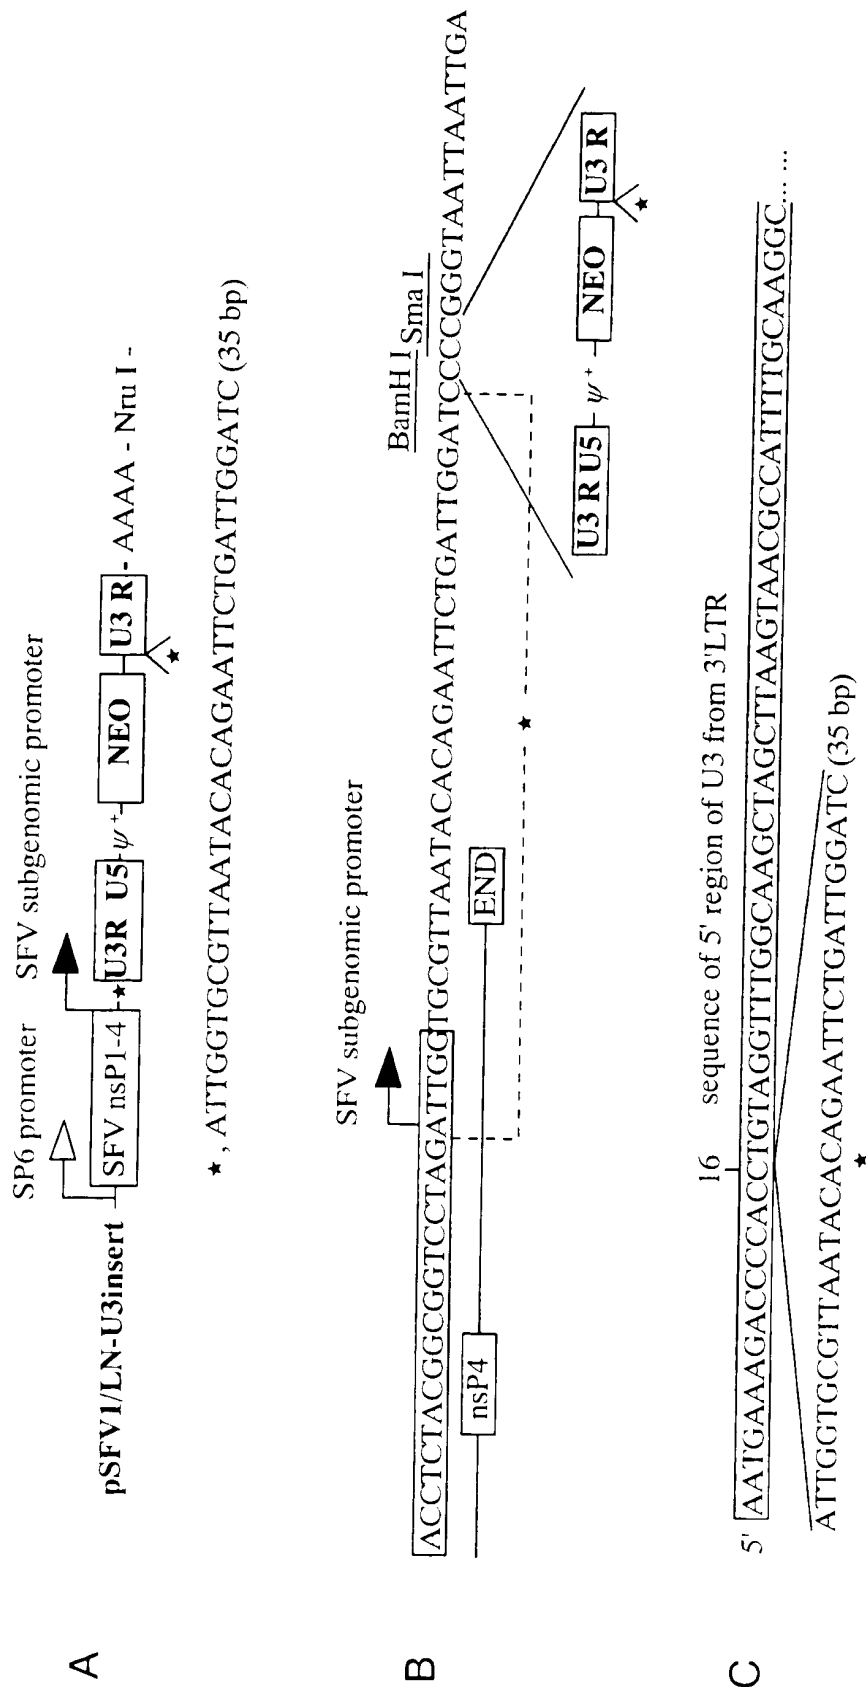 A
SP6 promoter
SFV subgenomic promoter
pSFV1/LN-U3insert
SFV nsP1-4
★
U3R U5
ψ+
NEO
U3 R
- AAAA - Nru I -
★
★, ATTGGTGCGTTAATACACAGAATTCTGATTGGATC (35 bp)
B
SFV subgenomic promoter
BamH I
Sma I
ACCTCTACGGCGGTCCTAGATTGGTGCGTTAATACACAGAATTCTGATTGGATCCCCGGGTAATTAATTGA
nsP4
END
★
U3 R U5
ψ+
NEO
U3 R
★
C
16
sequence of 5' region of U3 from 3'LTR
5' AATGAAAGACCCCACCTGTAGGTTTGGCAAGCTAGCTTAAGTAACGCCATTTTGCAAGGC... ...
ATTGGTGCGTTAATACACAGAATTCTGATTGGATC (35 bp)
★